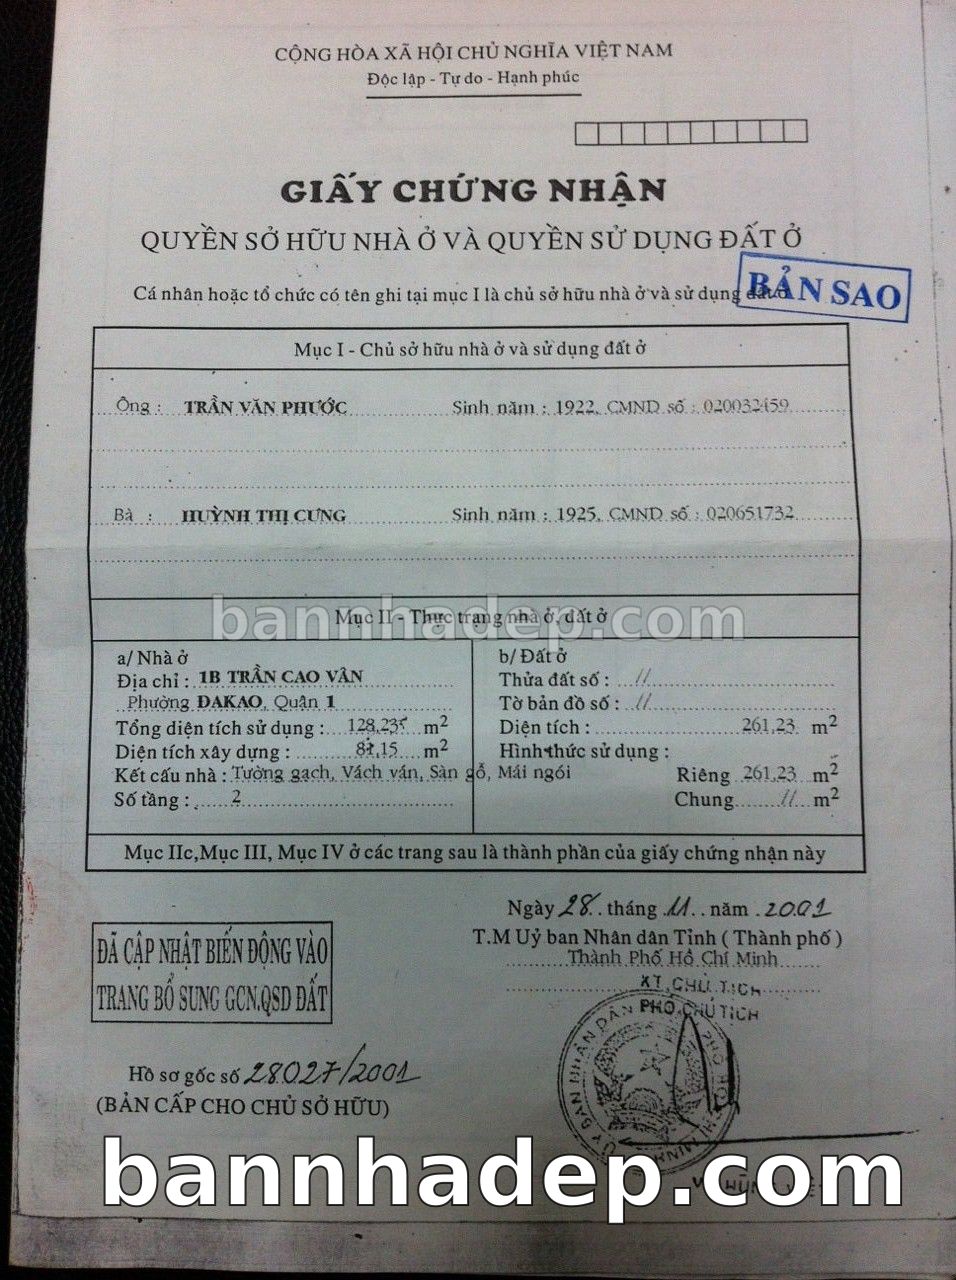 CỘNG HÒA XÃ HỘI CHỦ NGHĨA VIỆT NAM
Độc lập - Tự do - Hạnh phúc
GIẤY CHỨNG NHẬN
QUYỀN SỞ HỮU NHÀ Ở VÀ QUYỀN SỬ DỤNG ĐẤT Ở
Cá nhân hoặc tổ chức có tên ghi tại mục I là chủ sở hữu nhà ở và sử dụng đất ở
BẢN SAO
Mục I - Chủ sở hữu nhà ở và sử dụng đất ở
Ông : TRẦN VĂN PHƯỚC Sinh năm : 1922, CMND số : 020032459
Bà : HUỲNH THỊ CƯNG Sinh năm : 1925, CMND số : 020651732
Mục II - Thực trạng nhà ở, đất ở
bannhadep.com
a/ Nhà ở
Địa chỉ : 1B TRẦN CAO VÂN
Phường ĐAKAO, Quận 1
Tổng diện tích sử dụng : 128,23 m2
Diện tích xây dựng : 81,15 m2
Kết cấu nhà : Tường gạch, Vách ván, Sàn gỗ, Mái ngói
Số tầng : 2
b/ Đất ở
Thửa đất số : //
Tờ bản đồ số : //
Diện tích : 261,23 m2
Hình thức sử dụng :
Riêng 261,23 m2
Chung // m2
Mục IIc,Mục III, Mục IV ở các trang sau là thành phần của giấy chứng nhận này
Ngày 28 tháng 11 năm 2001
T.M Uỷ ban Nhân dân Tỉnh ( Thành phố )
Thành Phố Hồ Chí Minh
KT.CHỦ TỊCH
PHÓ CHỦ TỊCH
ĐÃ CẬP NHẬT BIẾN ĐỘNG VÀO
TRANG BỔ SUNG GCN.QSD ĐẤT
Hồ sơ gốc số 28027/2001
(BẢN CẤP CHO CHỦ SỞ HỮU)
bannhadep.com